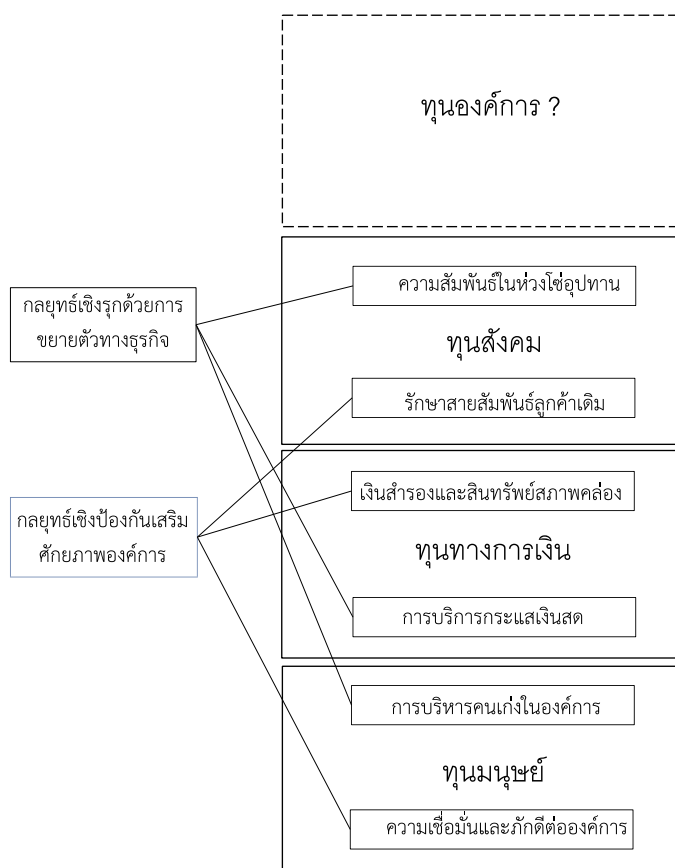 ทุนองค์การ ?
ความสัมพันธ์ในห่วงโซ่อุปทาน
กลยุทธ์เชิงรุกด้วยการ
ขยายตัวทางธุรกิจ
ทุนสังคม
รักษาสายสัมพันธ์ลูกค้าเดิม
เงินสำรองและสินทรัพย์สภาพคล่อง
กลยุทธ์เชิงป้องกันเสริม
ศักยภาพองค์การ
ทุนทางการเงิน
การบริการกระแสเงินสด
การบริหารคนเก่งในองค์การ
ทุนมนุษย์
ความเชื่อมั่นและภักดีต่อองค์การ